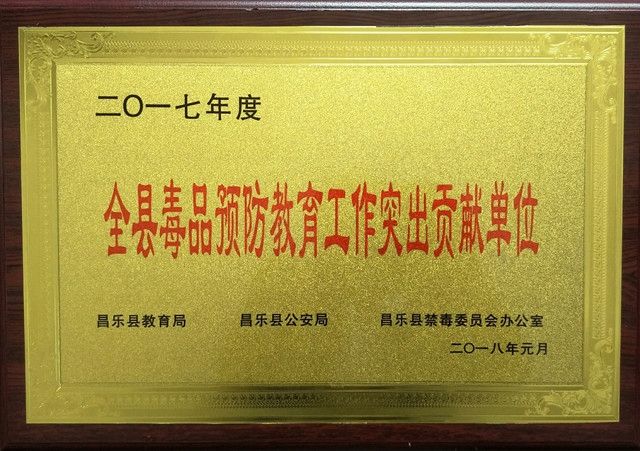 二〇一七年度
全县毒品预防教育工作突出贡献单位
昌乐县教育局 昌乐县公安局 昌乐县禁毒委员会办公室
二〇一八年元月